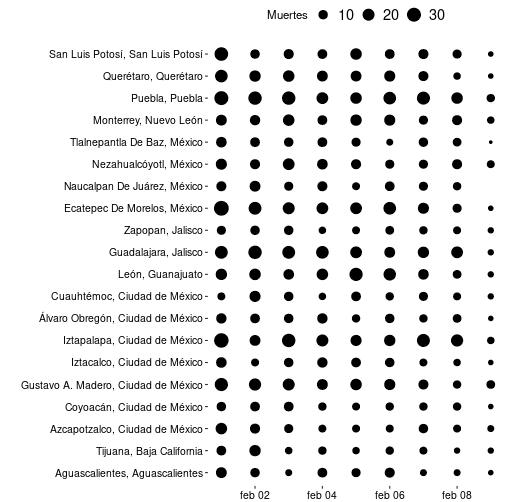 Muertes 10 20 30
San Luis Potosí, San Luis Potosí
Querétaro, Querétaro
Puebla, Puebla
Monterrey, Nuevo León
Tlalnepantla De Baz, México
Nezahualcóyotl, México
Naucalpan De Juárez, México
Ecatepec De Morelos, México
Zapopan, Jalisco
Guadalajara, Jalisco
León, Guanajuato
Cuauhtémoc, Ciudad de México
Álvaro Obregón, Ciudad de México
Iztapalapa, Ciudad de México
Iztacalco, Ciudad de México
Gustavo A. Madero, Ciudad de México
Coyoacán, Ciudad de México
Azcapotzalco, Ciudad de México
Tijuana, Baja California
Aguascalientes, Aguascalientes
feb 02 feb 04 feb 06 feb 08